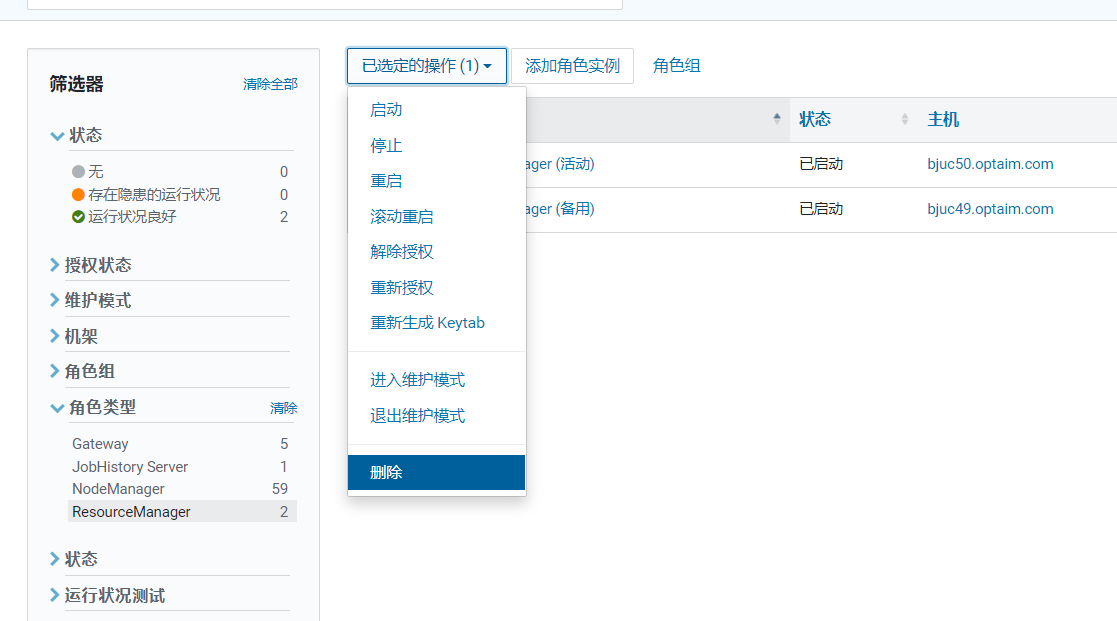 筛选器 清除全部
状态
无 0
存在隐患的运行状况 0
运行状况良好 2
授权状态
维护模式
机架
角色组
角色类型 清除
Gateway 5
JobHistory Server 1
NodeManager 59
ResourceManager 2
状态
运行状况测试
已选定的操作 (1) 添加角色实例 角色组
启动
停止
重启
滚动重启
解除授权
重新授权
重新生成 Keytab
进入维护模式
退出维护模式
删除
状态 主机
ager (活动) 已启动 bjuc50.optaim.com
ager (备用) 已启动 bjuc49.optaim.com